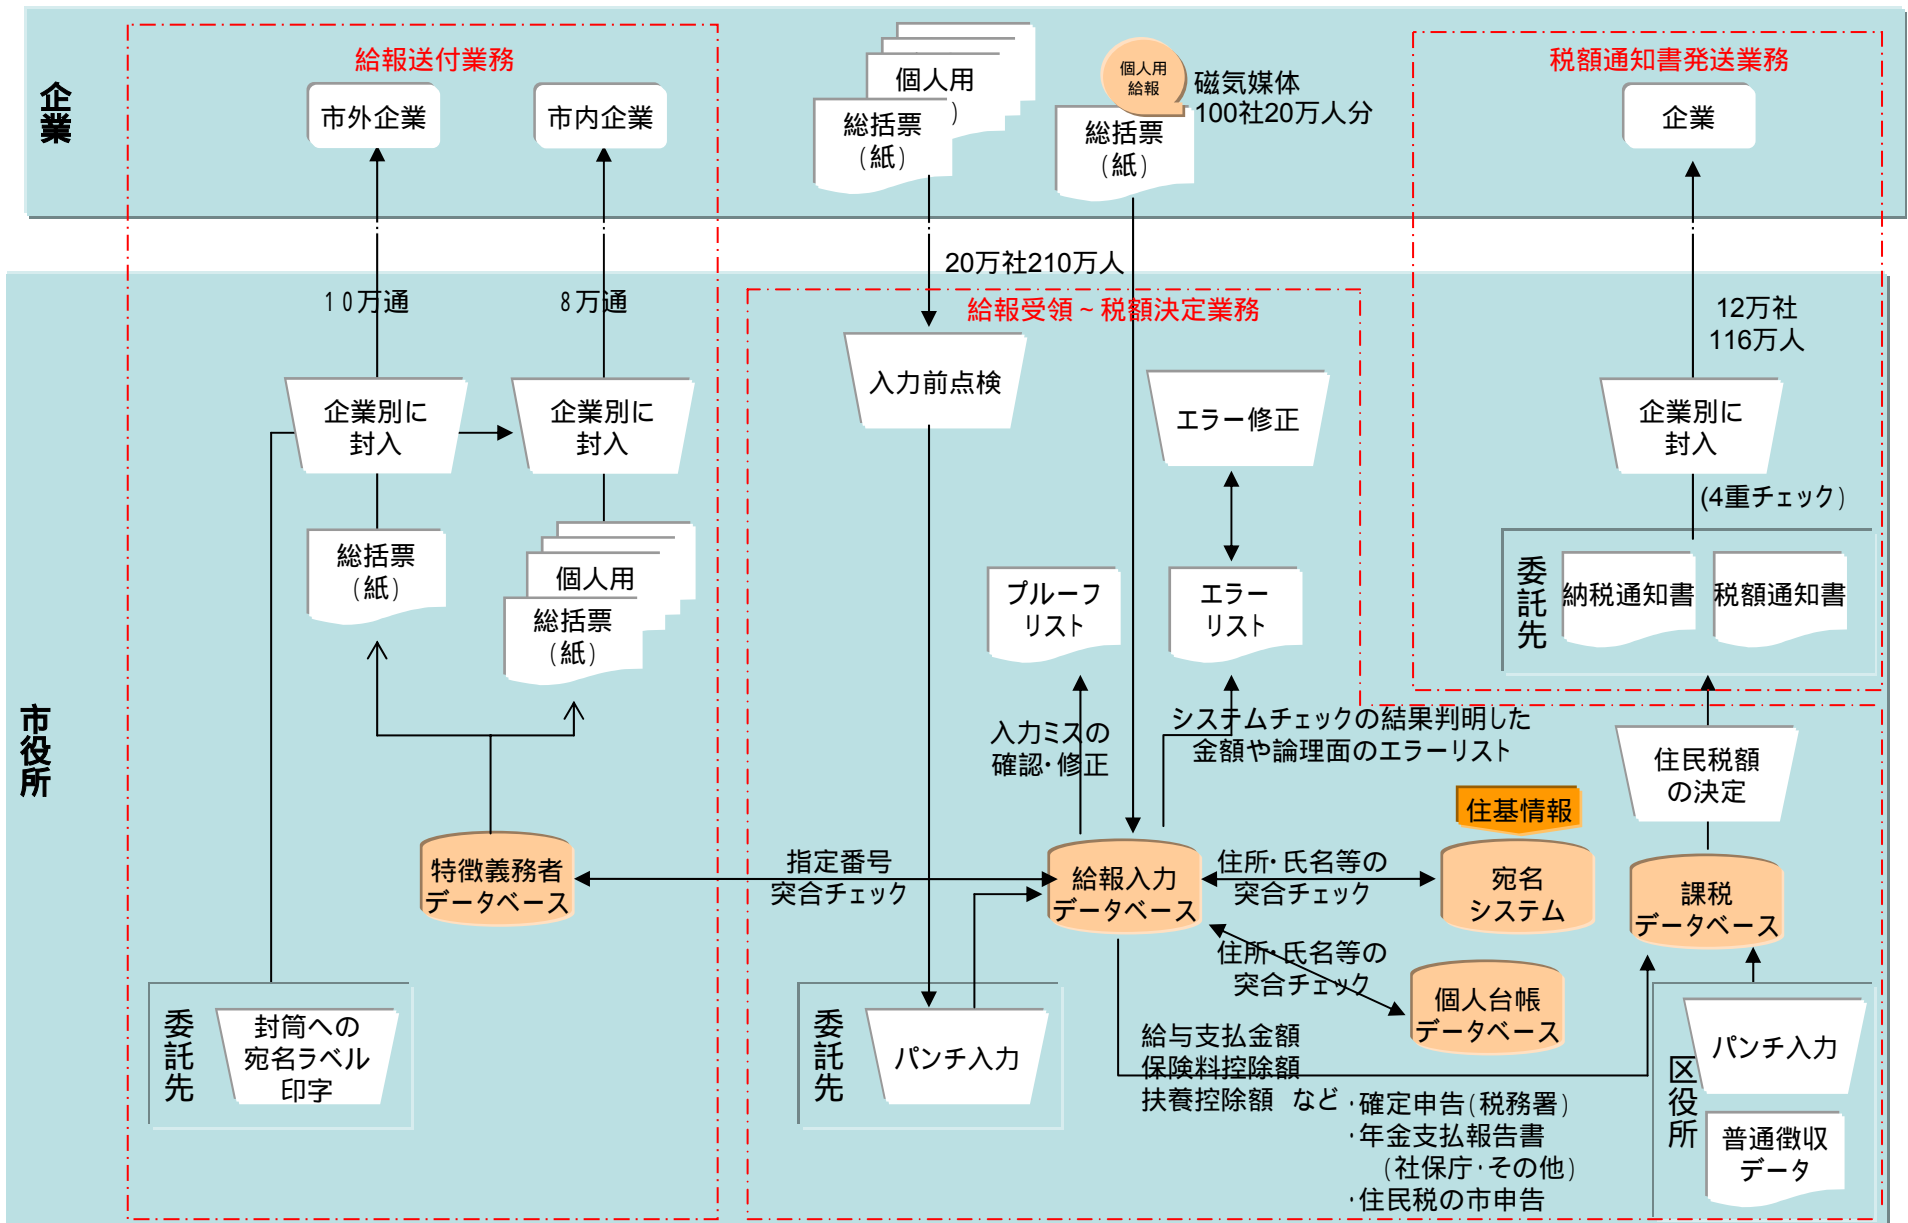 企業
給報送付業務
市外企業
市内企業
個人用
)
総括票
(紙)
個人用
給報
磁気媒体
100社20万人分
総括票
(紙)
税額通知書発送業務
企業
市役所
10万通
8万通
企業別に
封入
企業別に
封入
総括票
(紙)
個人用
総括票
(紙)
特徴義務者
データベース
委託先
封筒への
宛名ラベル
印字
20万社210万人
給報受領～税額決定業務
入力前点検
エラー修正
プルーフ
リスト
エラー
リスト
入力ミスの
確認・修正
システムチェックの結果判明した
金額や論理面のエラーリスト
指定番号
突合チェック
給報入力
データベース
住所・氏名等の
突合チェック
住基情報
宛名
システム
住所・氏名等の
突合チェック
個人台帳
データベース
委託先
パンチ入力
給与支払金額
保険料控除額
扶養控除額 など
・確定申告(税務署)
・年金支払報告書
(社保庁・その他)
・住民税の市申告
12万社
116万人
企業別に
封入
(4重チェック)
委託先
納税通知書
税額通知書
住民税額
の決定
課税
データベース
区役所
パンチ入力
普通徴収
データ